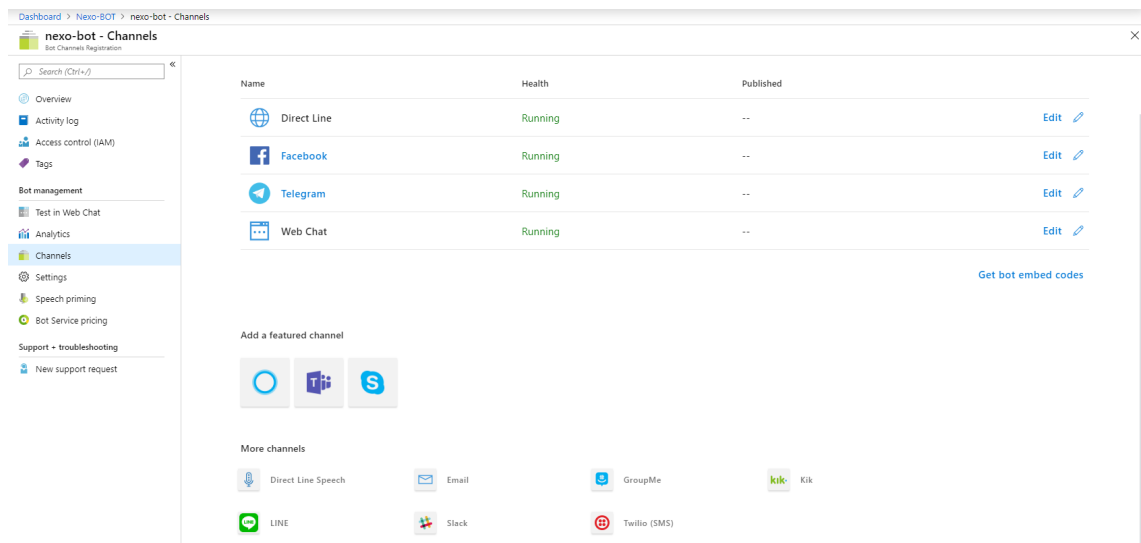 Dashboard > Nexo-BOT > nexo-bot - Channels
nexo-bot - Channels
Bot Channels Registration
Search (Ctrl+/)
«
Overview
Activity log
Access control (IAM)
Tags
Bot management
Test in Web Chat
Analytics
Channels
Settings
Speech priming
Bot Service pricing
Support + troubleshooting
New support request
Name Health Published
Direct Line Running -- Edit
Facebook Running -- Edit
Telegram Running -- Edit
Web Chat Running -- Edit
Get bot embed codes
Add a featured channel
More channels
Direct Line Speech Email GroupMe kik Kik
LINE LINE Slack Twilio (SMS)